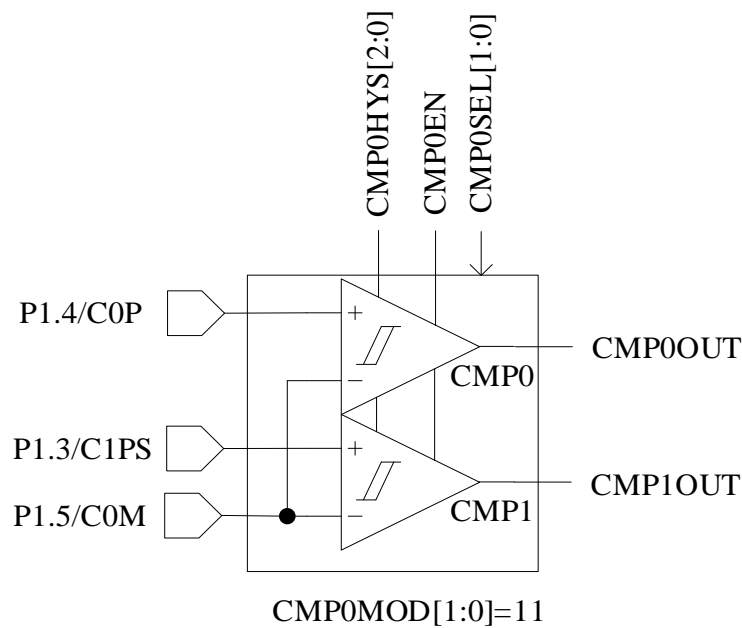 CMP0HYS[2:0]
CMP0EN
CMP0SEL[1:0]
P1.4/C0P
+
−
CMP0
CMP0OUT
P1.3/C1PS
+
P1.5/C0M
−
CMP1
CMP1OUT
CMP0MOD[1:0]=11